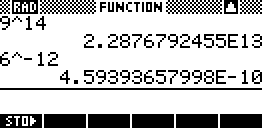 RAD FUNCTION
9^14
2.2876792455E13
6^-12
4.59393657998E-10
STO▶